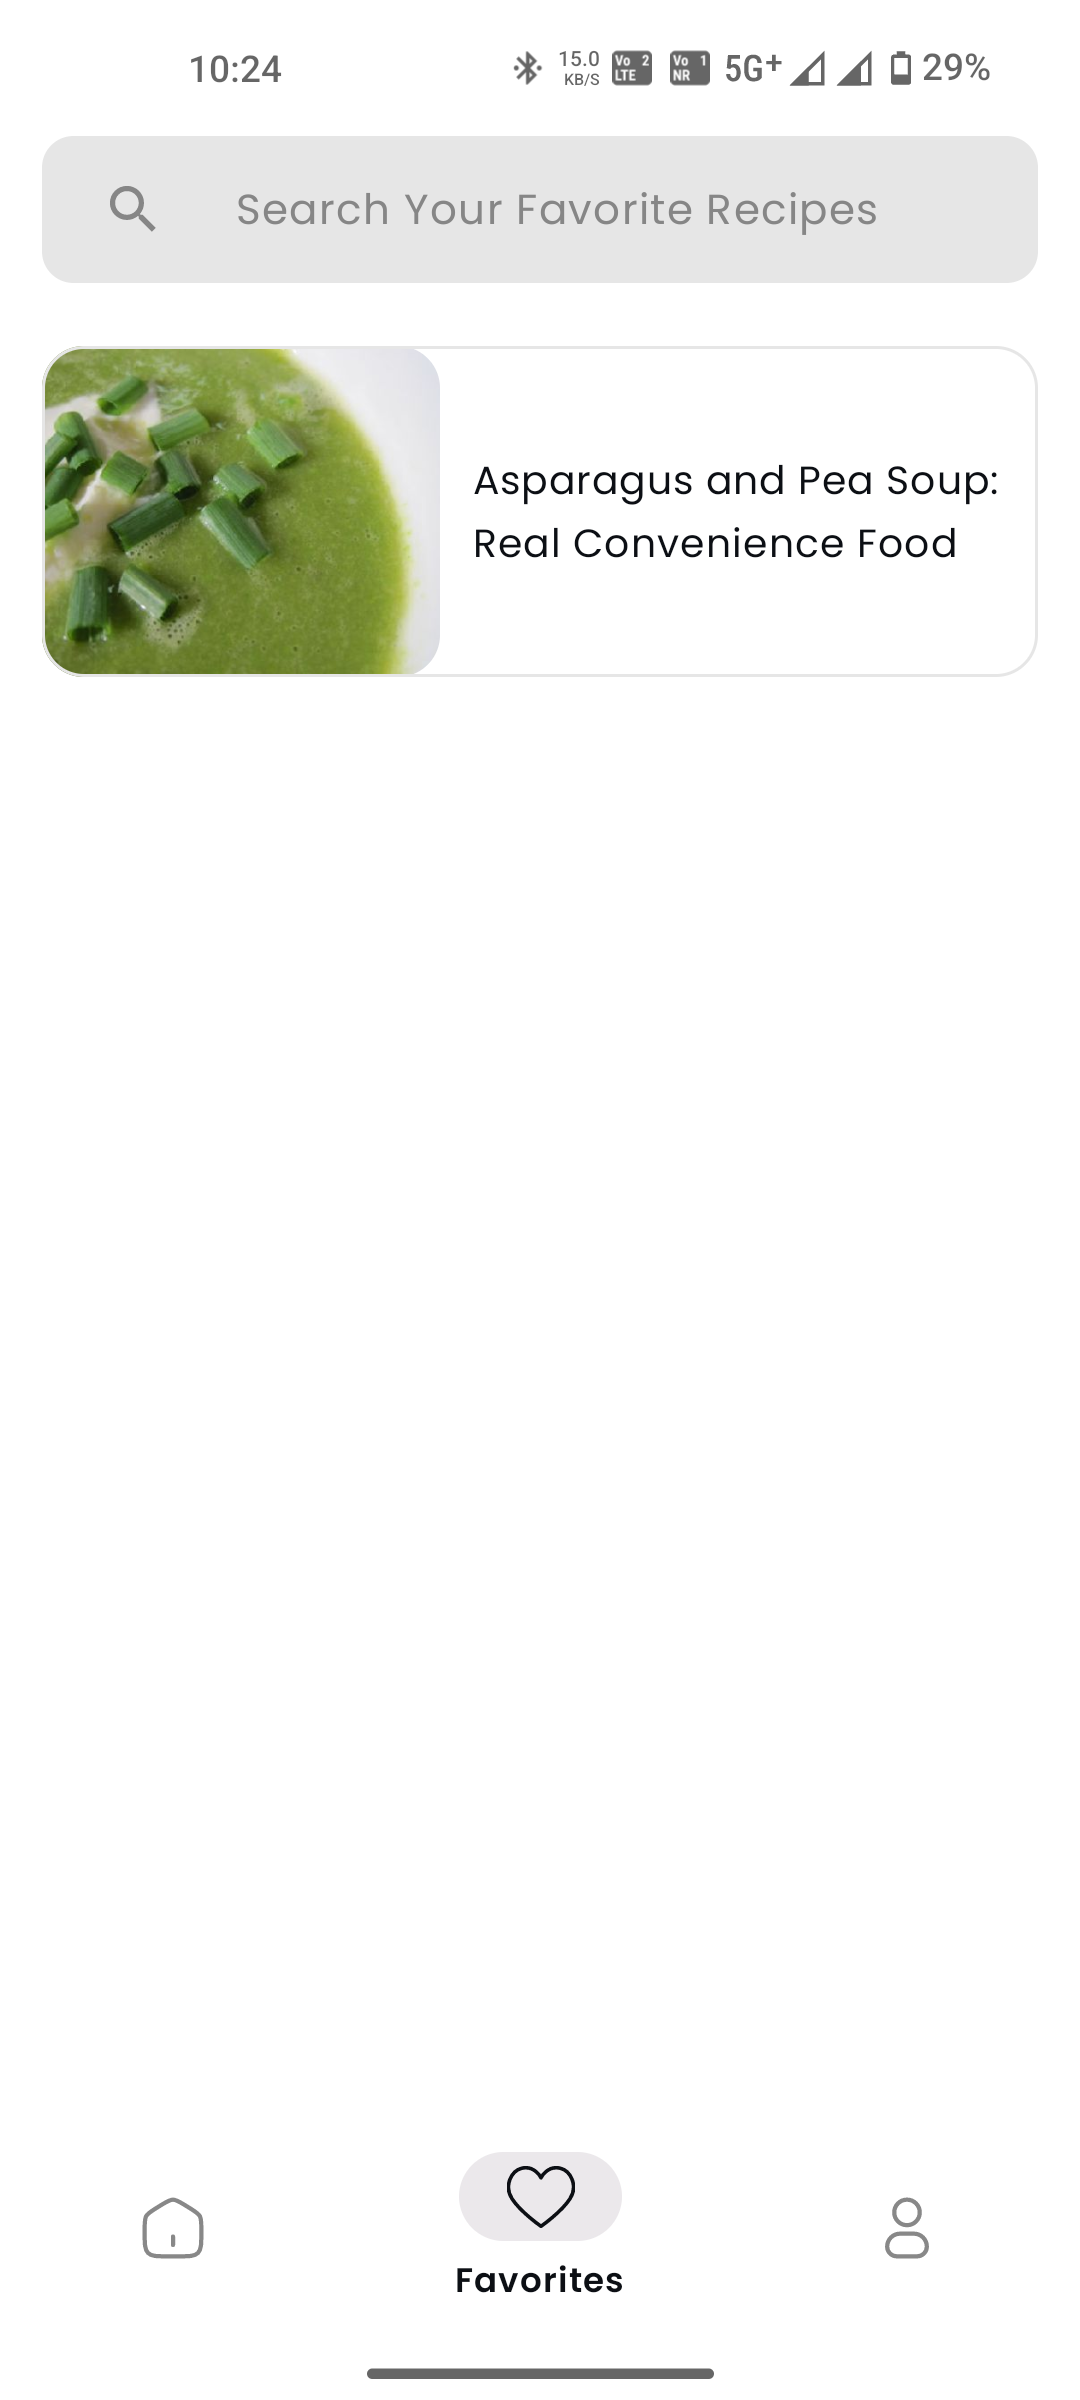 10:24
15.0
KB/S
Vo 2
LTE
Vo 1
NR
5G+
29%
Search Your Favorite Recipes
Asparagus and Pea Soup:
Real Convenience Food
Favorites